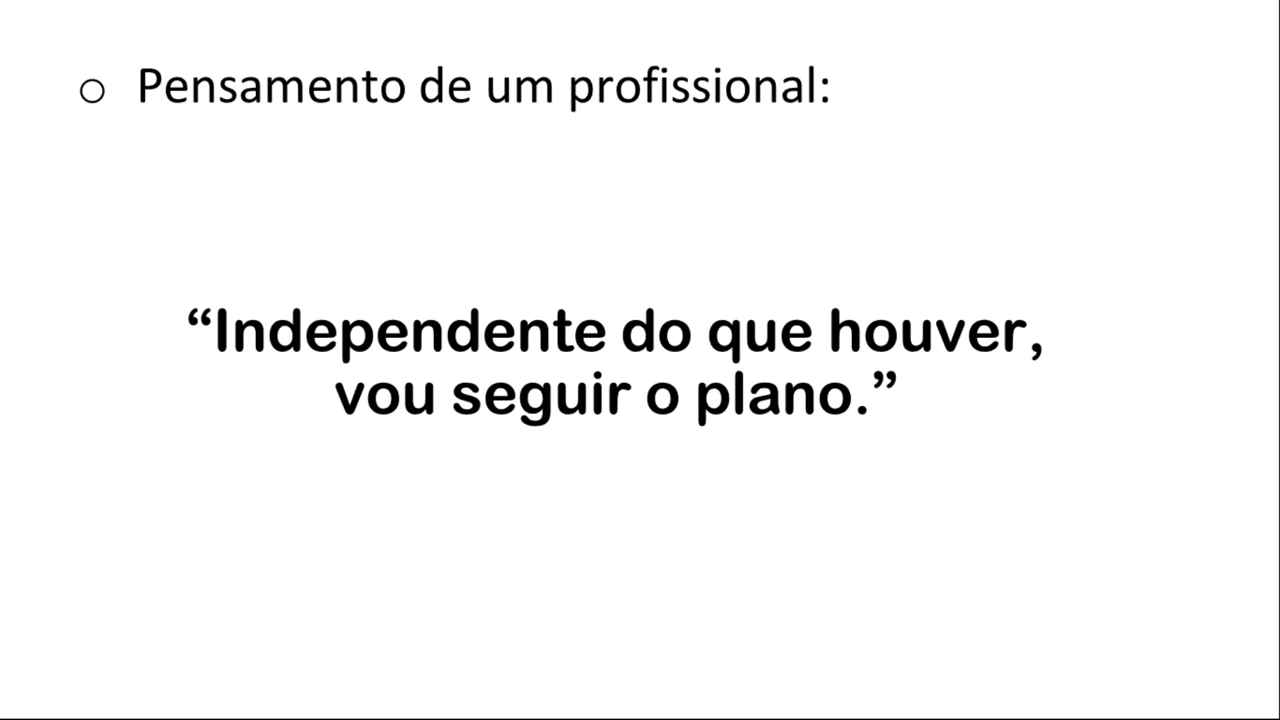 Pensamento de um profissional:
“Independente do que houver,
vou seguir o plano.”